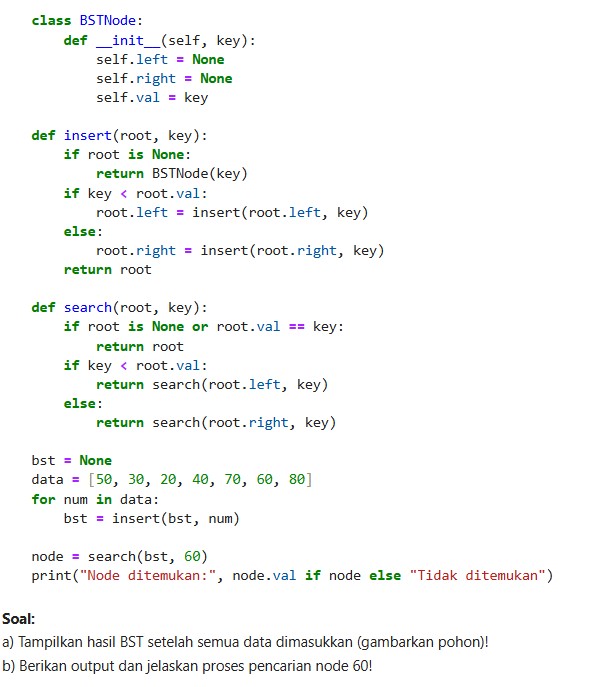 class BSTNode:
    def __init__(self, key):
        self.left = None
        self.right = None
        self.val = key

def insert(root, key):
    if root is None:
        return BSTNode(key)
    if key < root.val:
        root.left = insert(root.left, key)
    else:
        root.right = insert(root.right, key)
    return root

def search(root, key):
    if root is None or root.val == key:
        return root
    if key < root.val:
        return search(root.left, key)
    else:
        return search(root.right, key)

bst = None
data = [50, 30, 20, 40, 70, 60, 80]
for num in data:
    bst = insert(bst, num)

node = search(bst, 60)
print("Node ditemukan:", node.val if node else "Tidak ditemukan")

Soal:
a) Tampilkan hasil BST setelah semua data dimasukkan (gambarkan pohon)!
b) Berikan output dan jelaskan proses pencarian node 60!